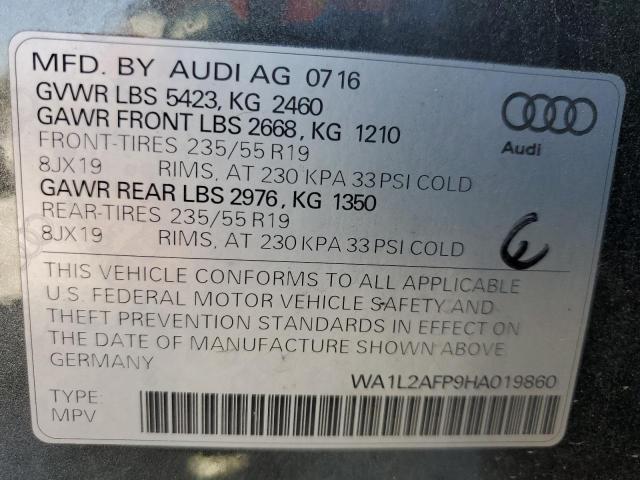 MFD. BY AUDI AG 07 16
GVWR LBS 5423, KG 2460
GAWR FRONT LBS 2668, KG 1210
FRONT-TIRES 235/55 R19
8JX19 RIMS, AT 230 KPA 33 PSI COLD
GAWR REAR LBS 2976, KG 1350
REAR-TIRES 235/55 R19
8JX19 RIMS, AT 230 KPA 33 PSI COLD
Audi
THIS VEHICLE CONFORMS TO ALL APPLICABLE
U.S. FEDERAL MOTOR VEHICLE SAFETY AND
THEFT PREVENTION STANDARDS IN EFFECT ON
THE DATE OF MANUFACTURE SHOWN ABOVE
GERMANY
WA1L2AFP9HA019860
TYPE:
MPV